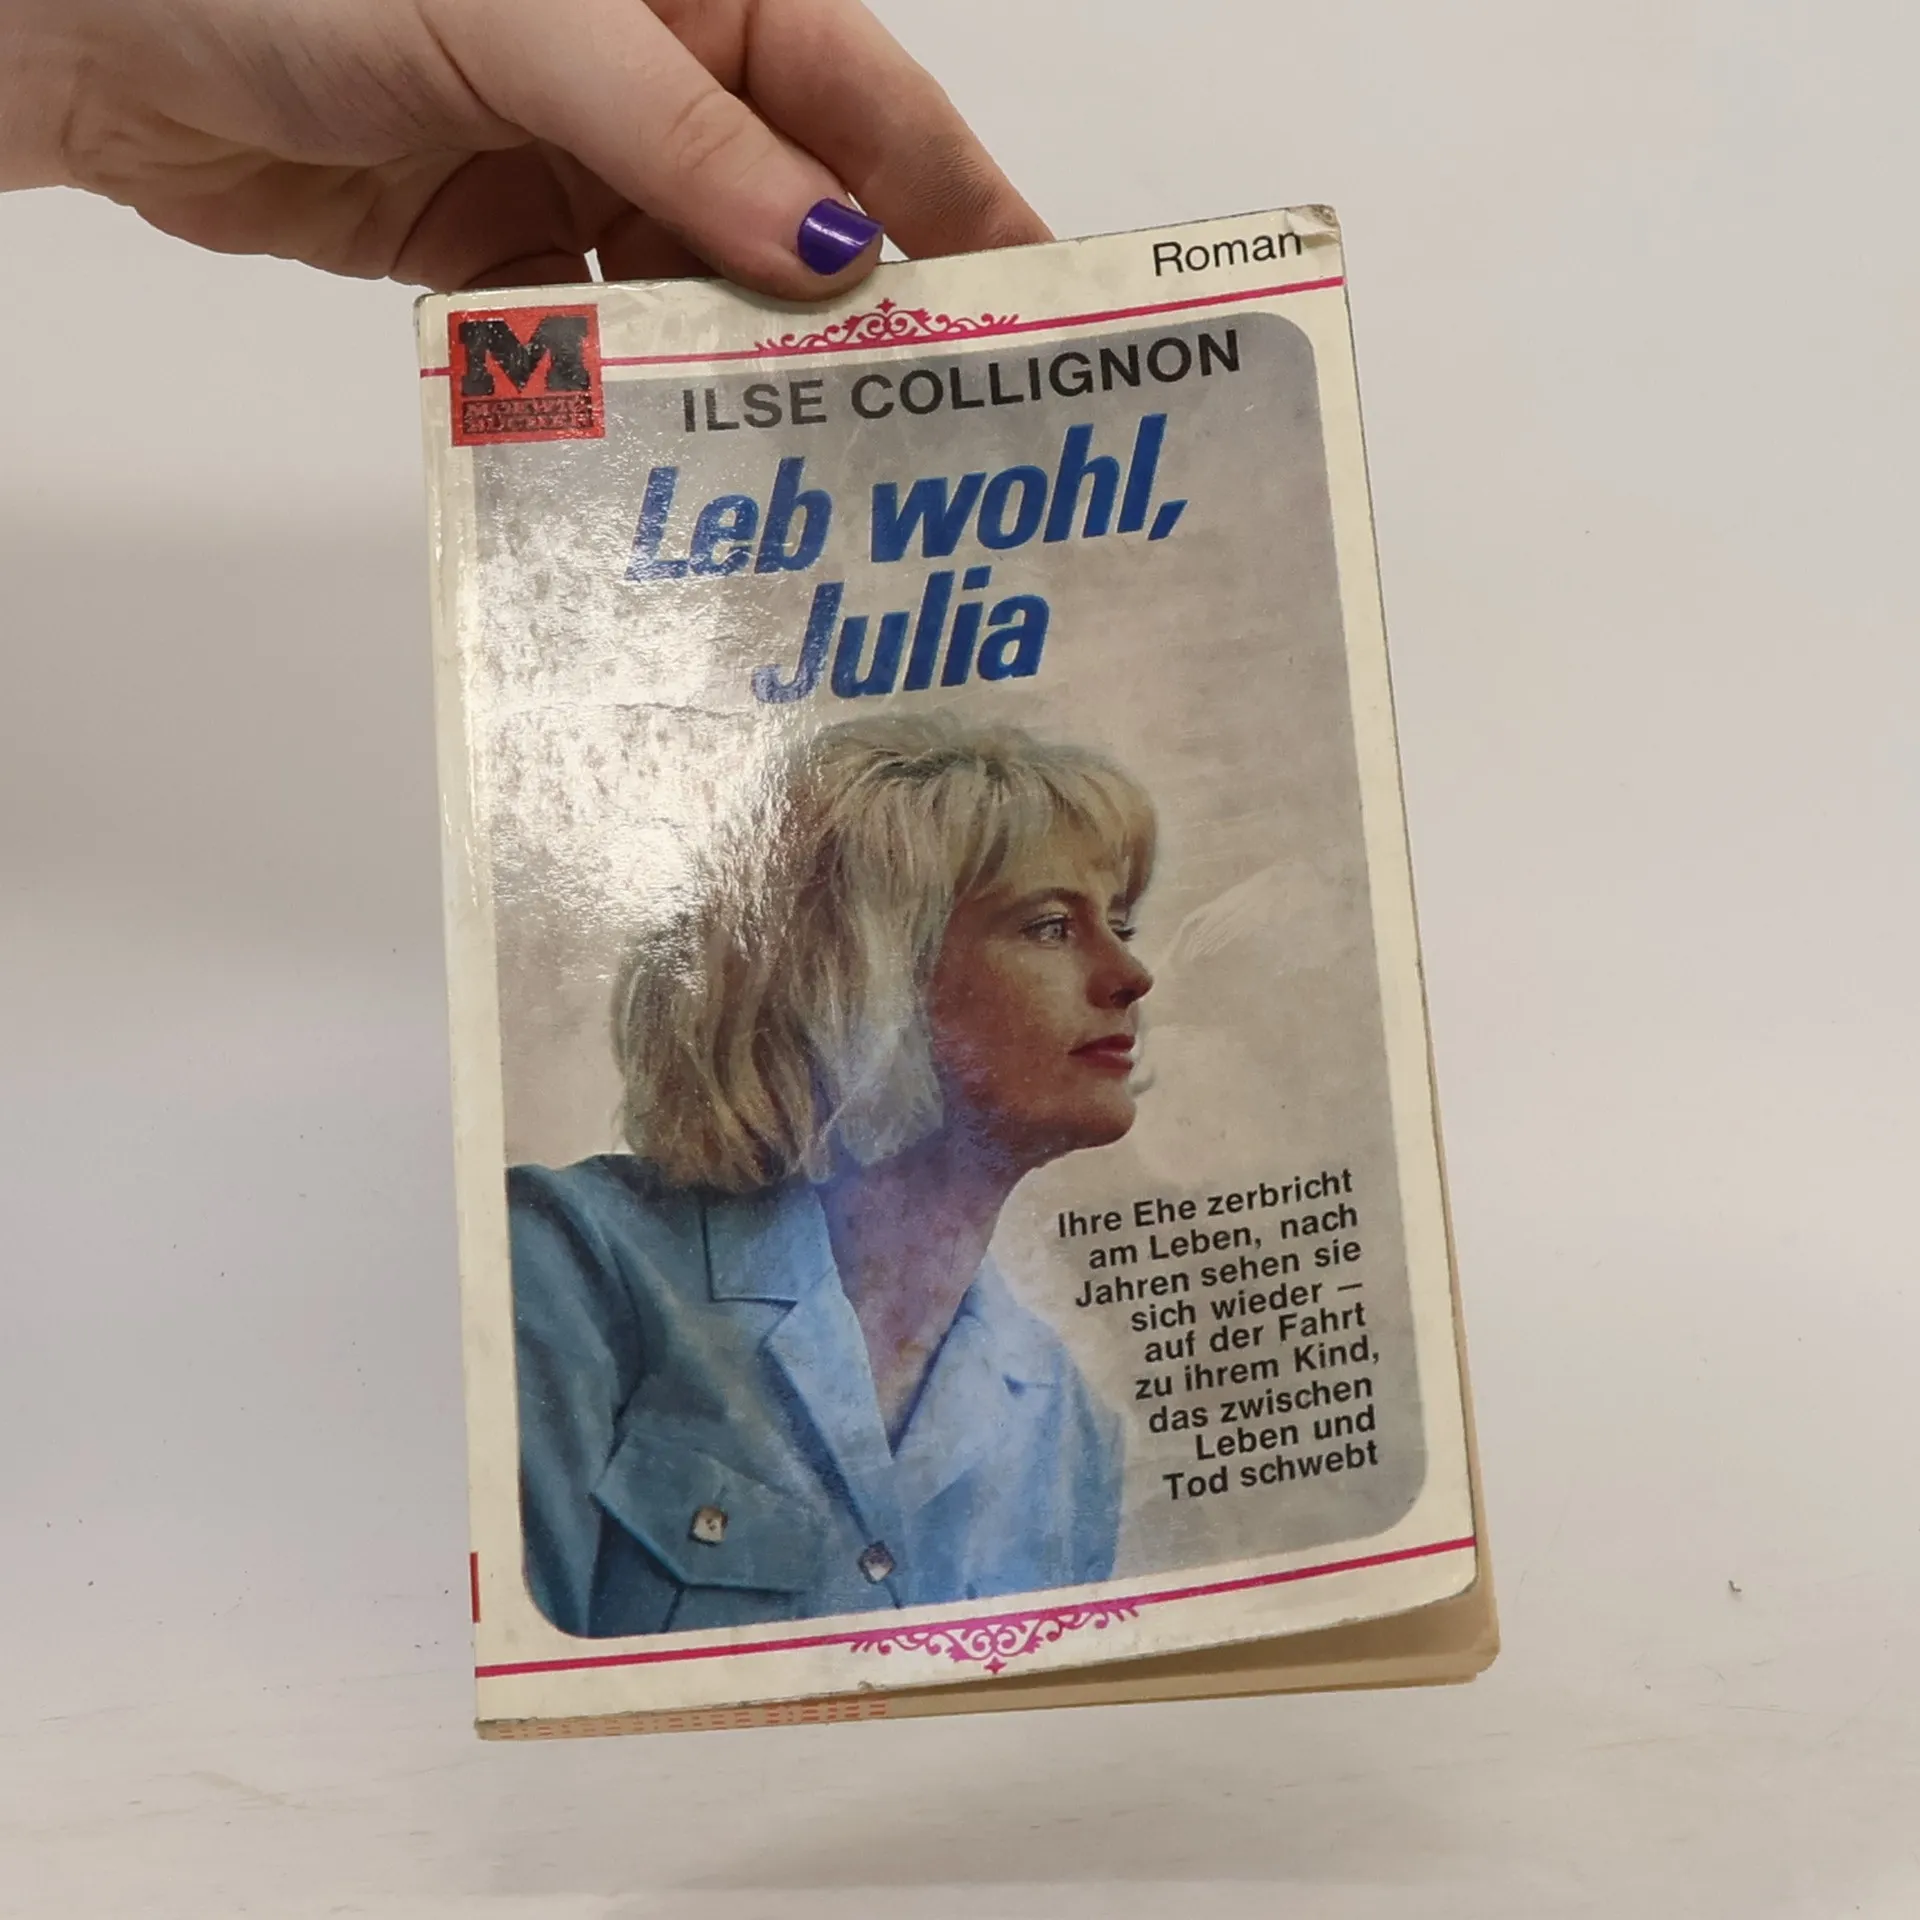 Roman
M
MOEWIG
ILSE COLLIGNON
Leb wohl,
Julia
Ihre Ehe zerbricht
am Leben, nach
Jahren sehen sie
sich wieder –
auf der Fahrt
zu ihrem Kind,
das zwischen
Leben und
Tod schwebt